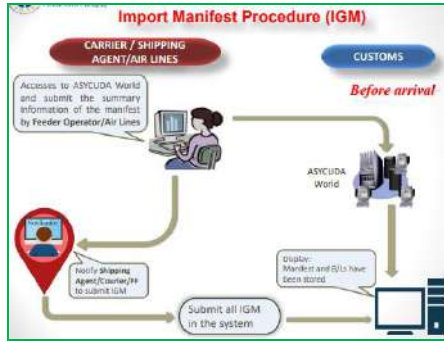 Import Manifest Procedure (IGM)
CARRIER / SHIPPING
AGENT/AIR LINES
CUSTOMS
Before arrival
Accesses to ASYCUDA World
and submit the summary
information of the manifest
by Feeder Operator/Air Lines
ASYCUDA
World
Notify Shipping
Agent/Courier/FF
to submit IGM
Display:
Manifest and B/Ls have
been stored
Submit all IGM
in the system